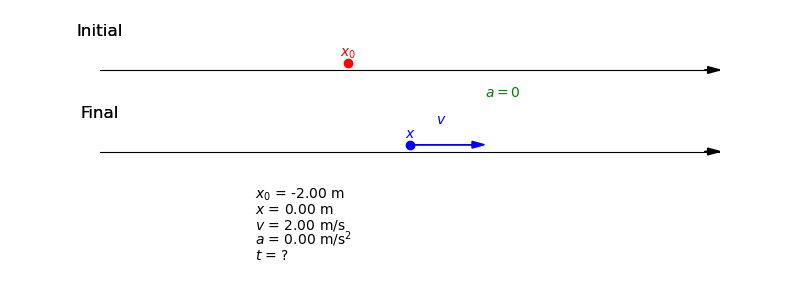 Initial
x₀
a = 0
Final
v
x
x₀ = -2.00 m
x = 0.00 m
v = 2.00 m/s
a = 0.00 m/s²
t = ?